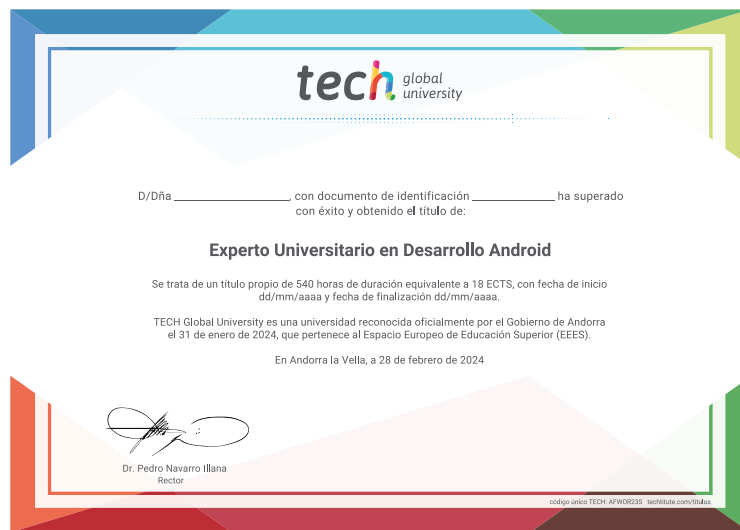 tech global university
D/Dña ____________________, con documento de identificación ______________ ha superado
con éxito y obtenido el título de:
Experto Universitario en Desarrollo Android
Se trata de un título propio de 540 horas de duración equivalente a 18 ECTS, con fecha de inicio
dd/mm/aaaa y fecha de finalización dd/mm/aaaa.
TECH Global University es una universidad reconocida oficialmente por el Gobierno de Andorra
el 31 de enero de 2024, que pertenece al Espacio Europeo de Educación Superior (EEES).
En Andorra la Vella, a 28 de febrero de 2024
Dr. Pedro Navarro Illana
Rector
código único TECH: AFWOR23S techtitute.com/titulos